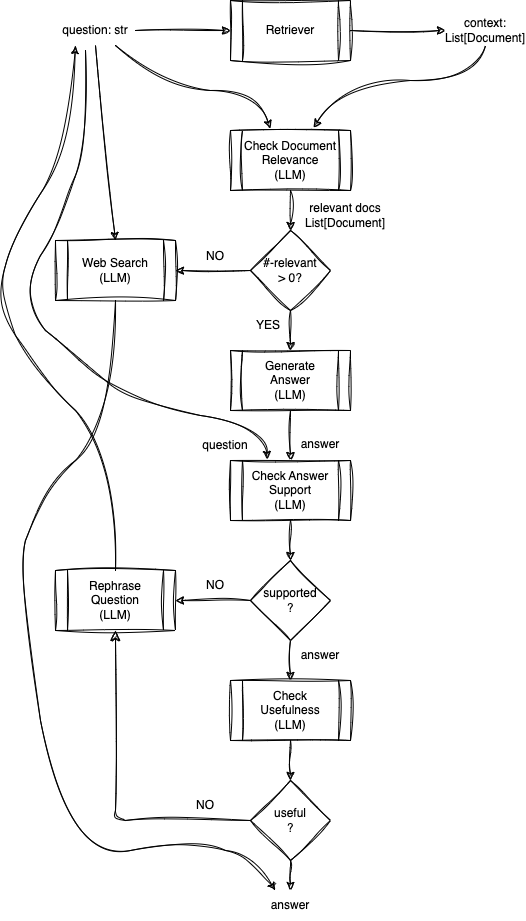 question: str
Retriever
context:
List[Document]
Check Document
Relevance
(LLM)
relevant docs
List[Document]
Web Search
(LLM)
NO
#-relevant
> 0?
YES
Generate
Answer
(LLM)
question
answer
Check Answer
Support
(LLM)
Rephrase
Question
(LLM)
NO
supported
?
answer
Check
Usefulness
(LLM)
NO
useful
?
answer